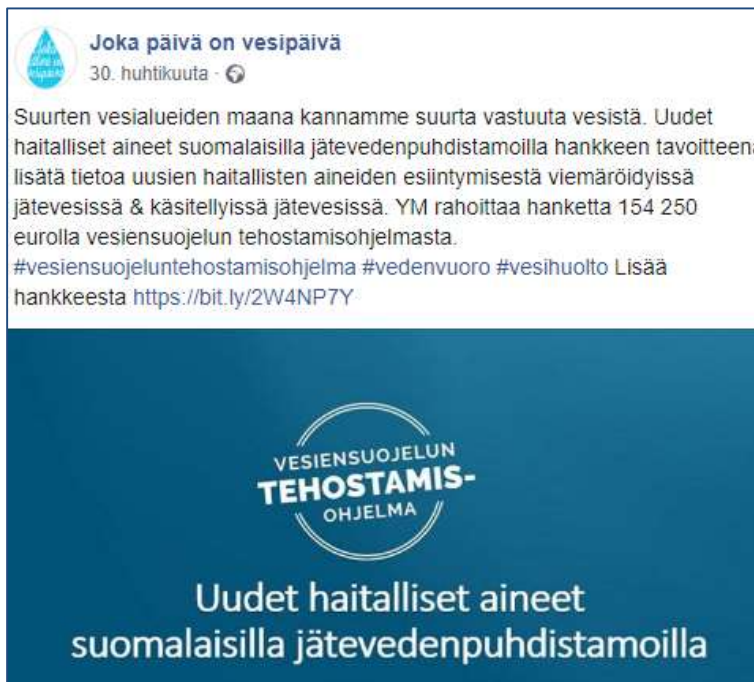 Joka päivä on vesipäivä
30. huhtikuuta ·
Suurten vesialueiden maana kannamme suurta vastuuta vesistä. Uudet
haitalliset aineet suomalaisilla jätevedenpuhdistamoilla hankkeen tavoitteena
lisätä tietoa uusien haitallisten aineiden esiintymisestä viemäröidyissä
jätevesissä & käsitellyissä jätevesissä. YM rahoittaa hanketta 154 250
eurolla vesiensuojelun tehostamisohjelmasta.
#vesiensuojeluntehostamisohjelma #vedenvuoro #vesihuolto Lisää
hankkeesta https://bit.ly/2W4NP7Y
VESIENSUOJELUN
TEHOSTAMIS-
OHJELMA
Uudet haitalliset aineet
suomalaisilla jätevedenpuhdistamoilla